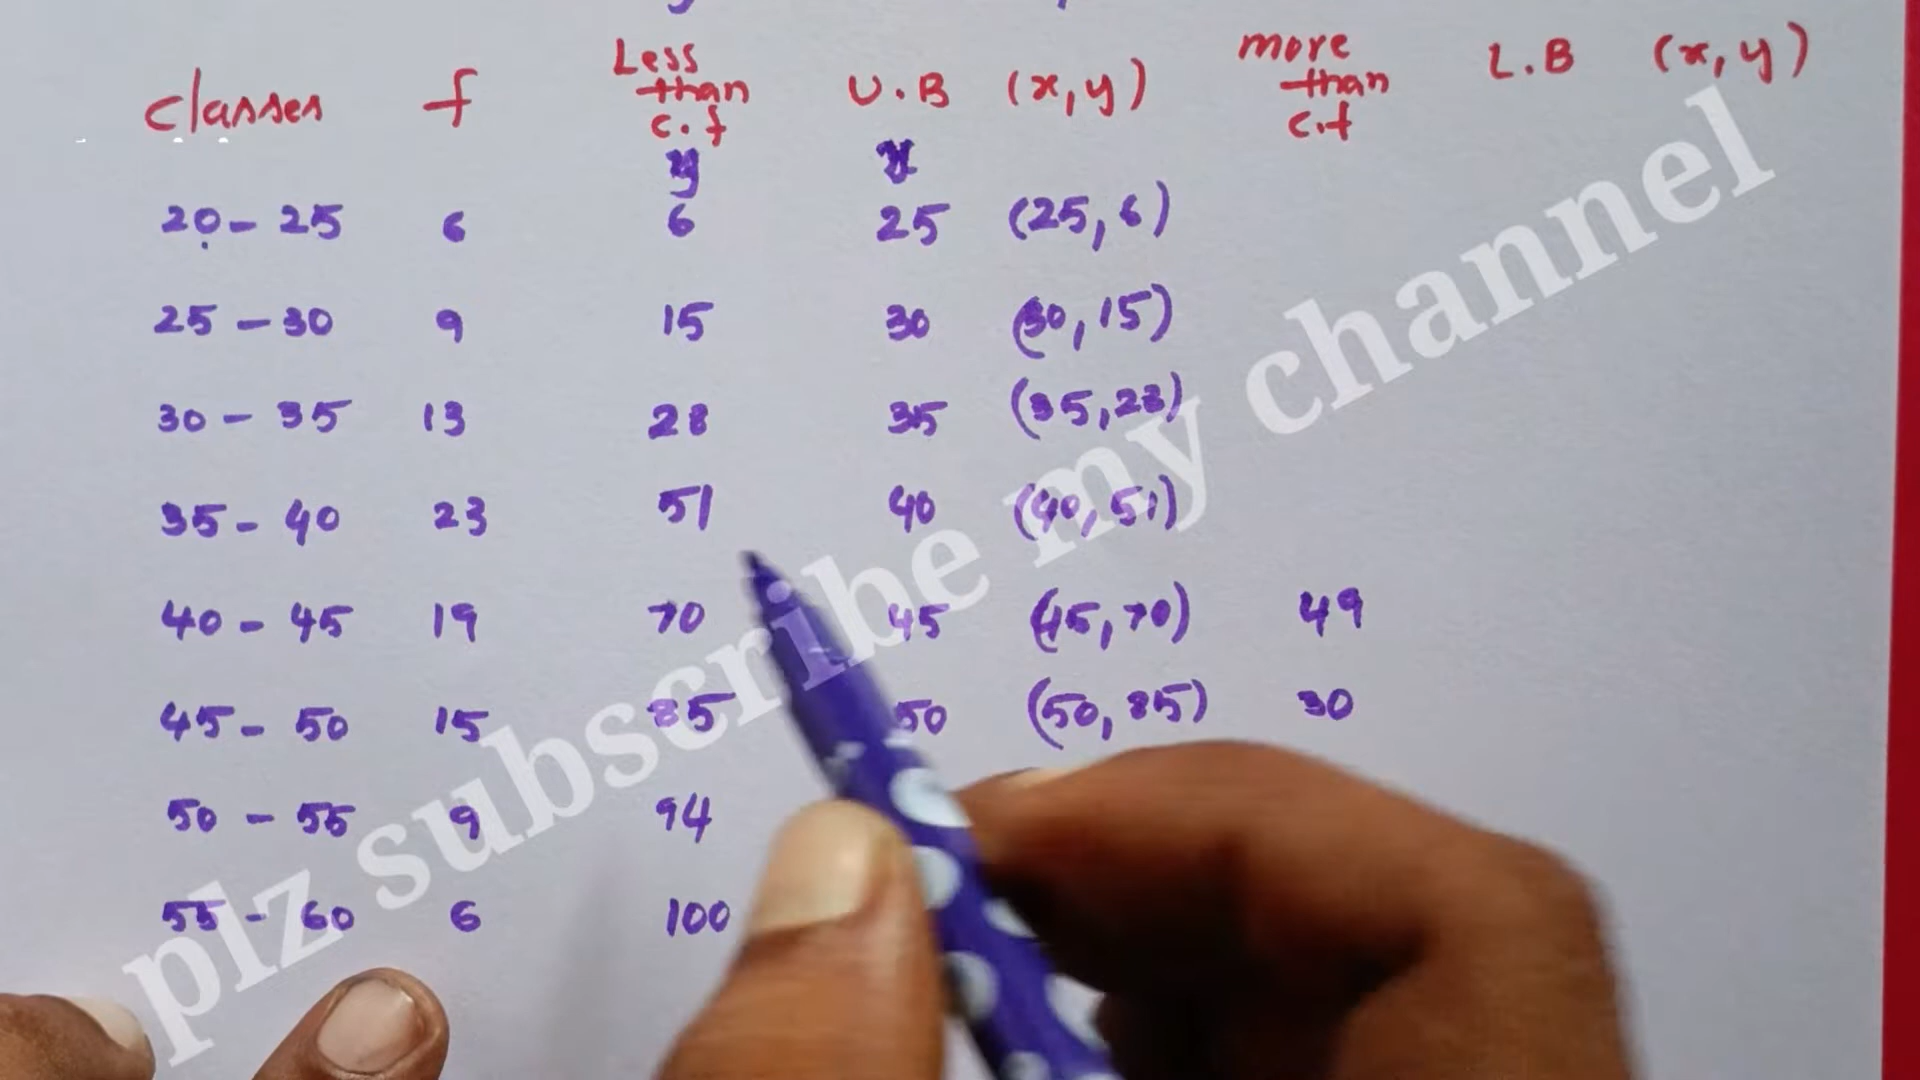 classes f Less than c.f U.B (x,y) more than c.f L.B (x,y)
y x
20 - 25 6 6 25 (25,6)
25 - 30 9 15 30 (30,15)
30 - 35 13 28 35 (35,28)
35 - 40 23 51 40 (40,51)
40 - 45 19 70 45 (45,70) 49
45 - 50 15 85 50 (50,85) 30
50 - 55 9 94
55 - 60 6 100
plz subscribe my channel